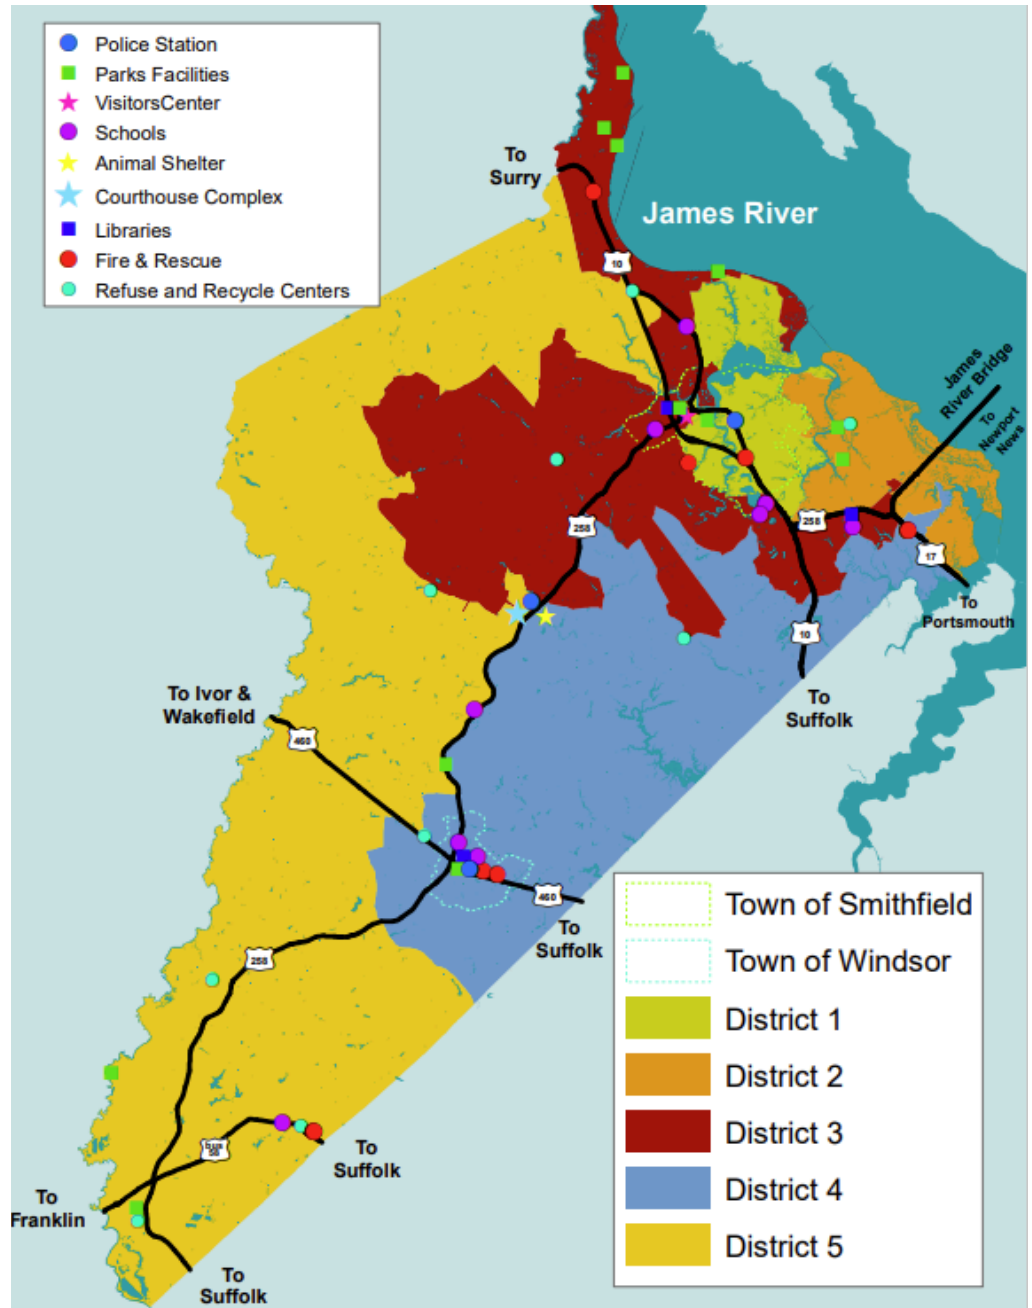 Police Station
Parks Facilities
VisitorsCenter
Schools
Animal Shelter
Courthouse Complex
Libraries
Fire & Rescue
Refuse and Recycle Centers
To
Surry
James River
10
James
River Bridge
To
Newport
News
258
258
17
To
Portsmouth
10
To
Suffolk
To Ivor &
Wakefield
460
460
To
Suffolk
258
bus
58
To
Suffolk
To
Franklin
To
Suffolk
Town of Smithfield
Town of Windsor
District 1
District 2
District 3
District 4
District 5